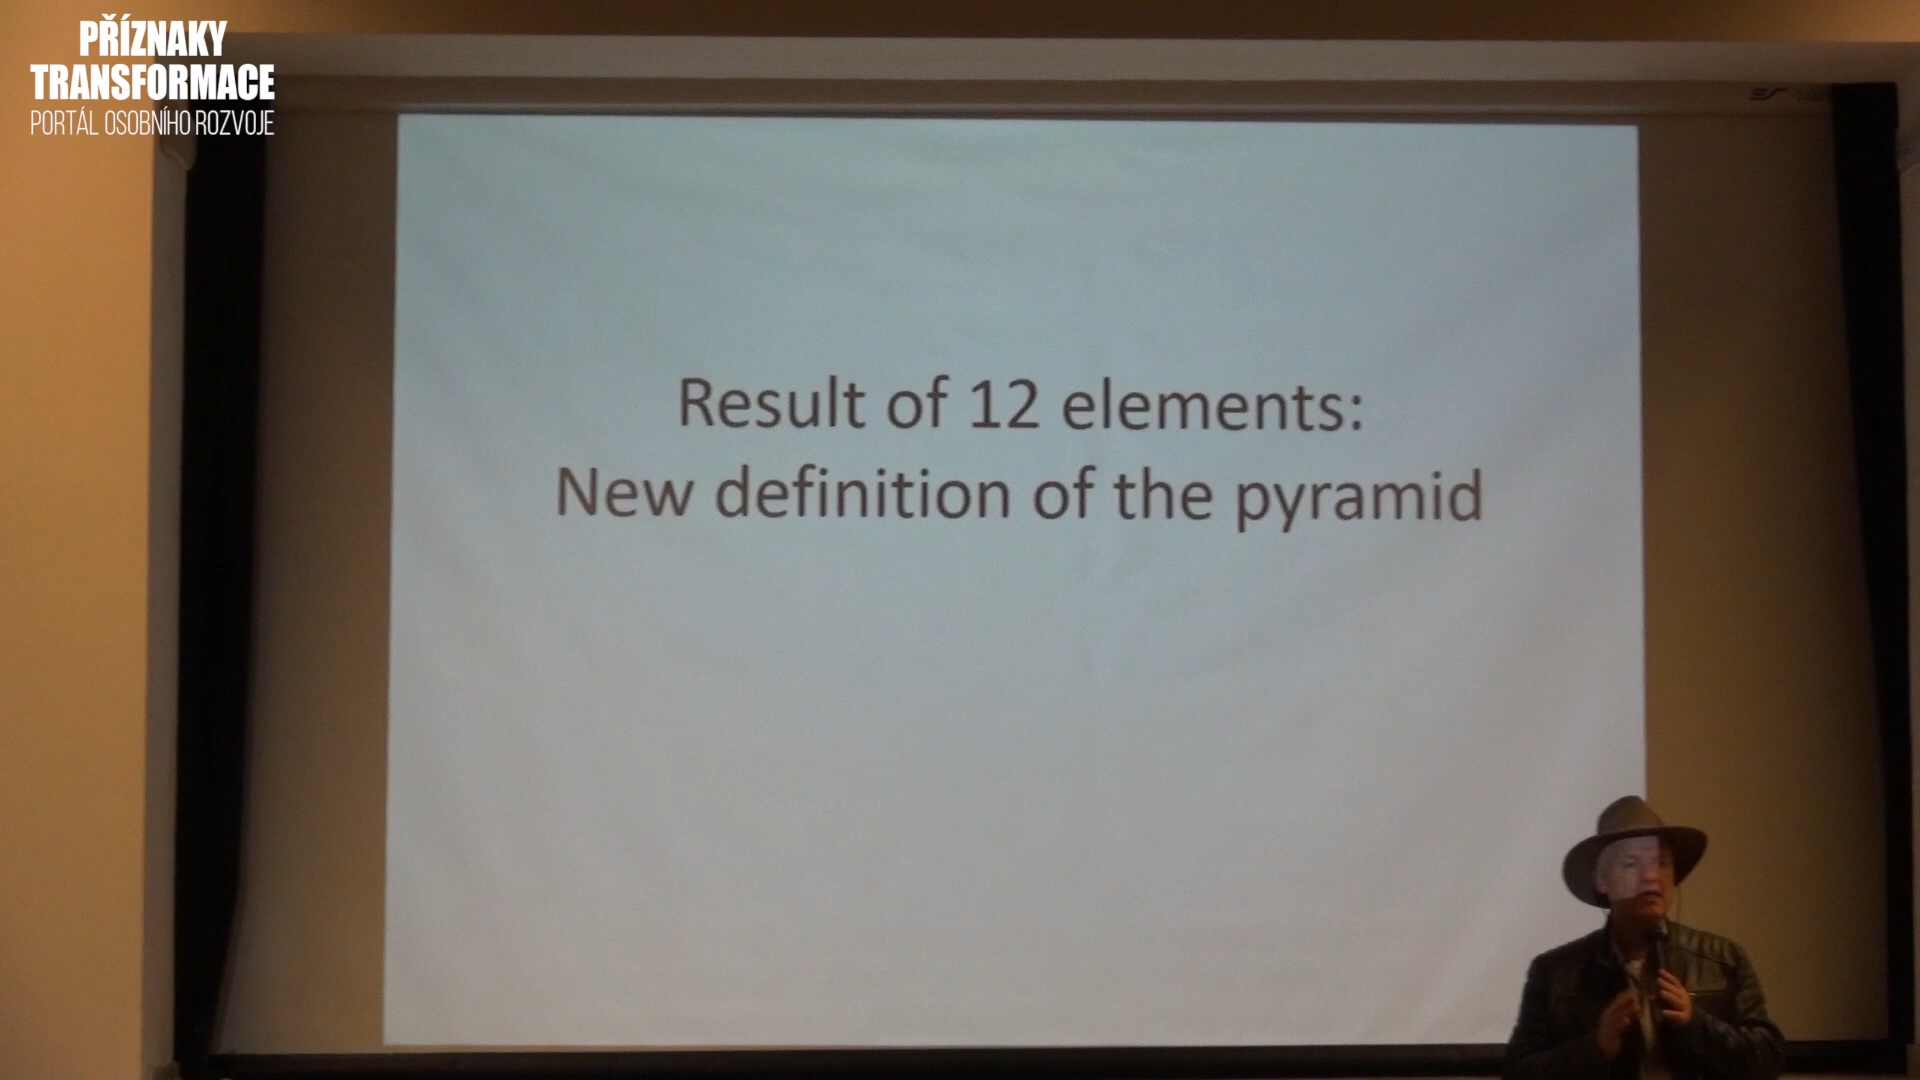 PŘÍZNAKY
TRANSFORMACE
PORTÁL OSOBNÍHO ROZVOJE
Result of 12 elements:
New definition of the pyramid